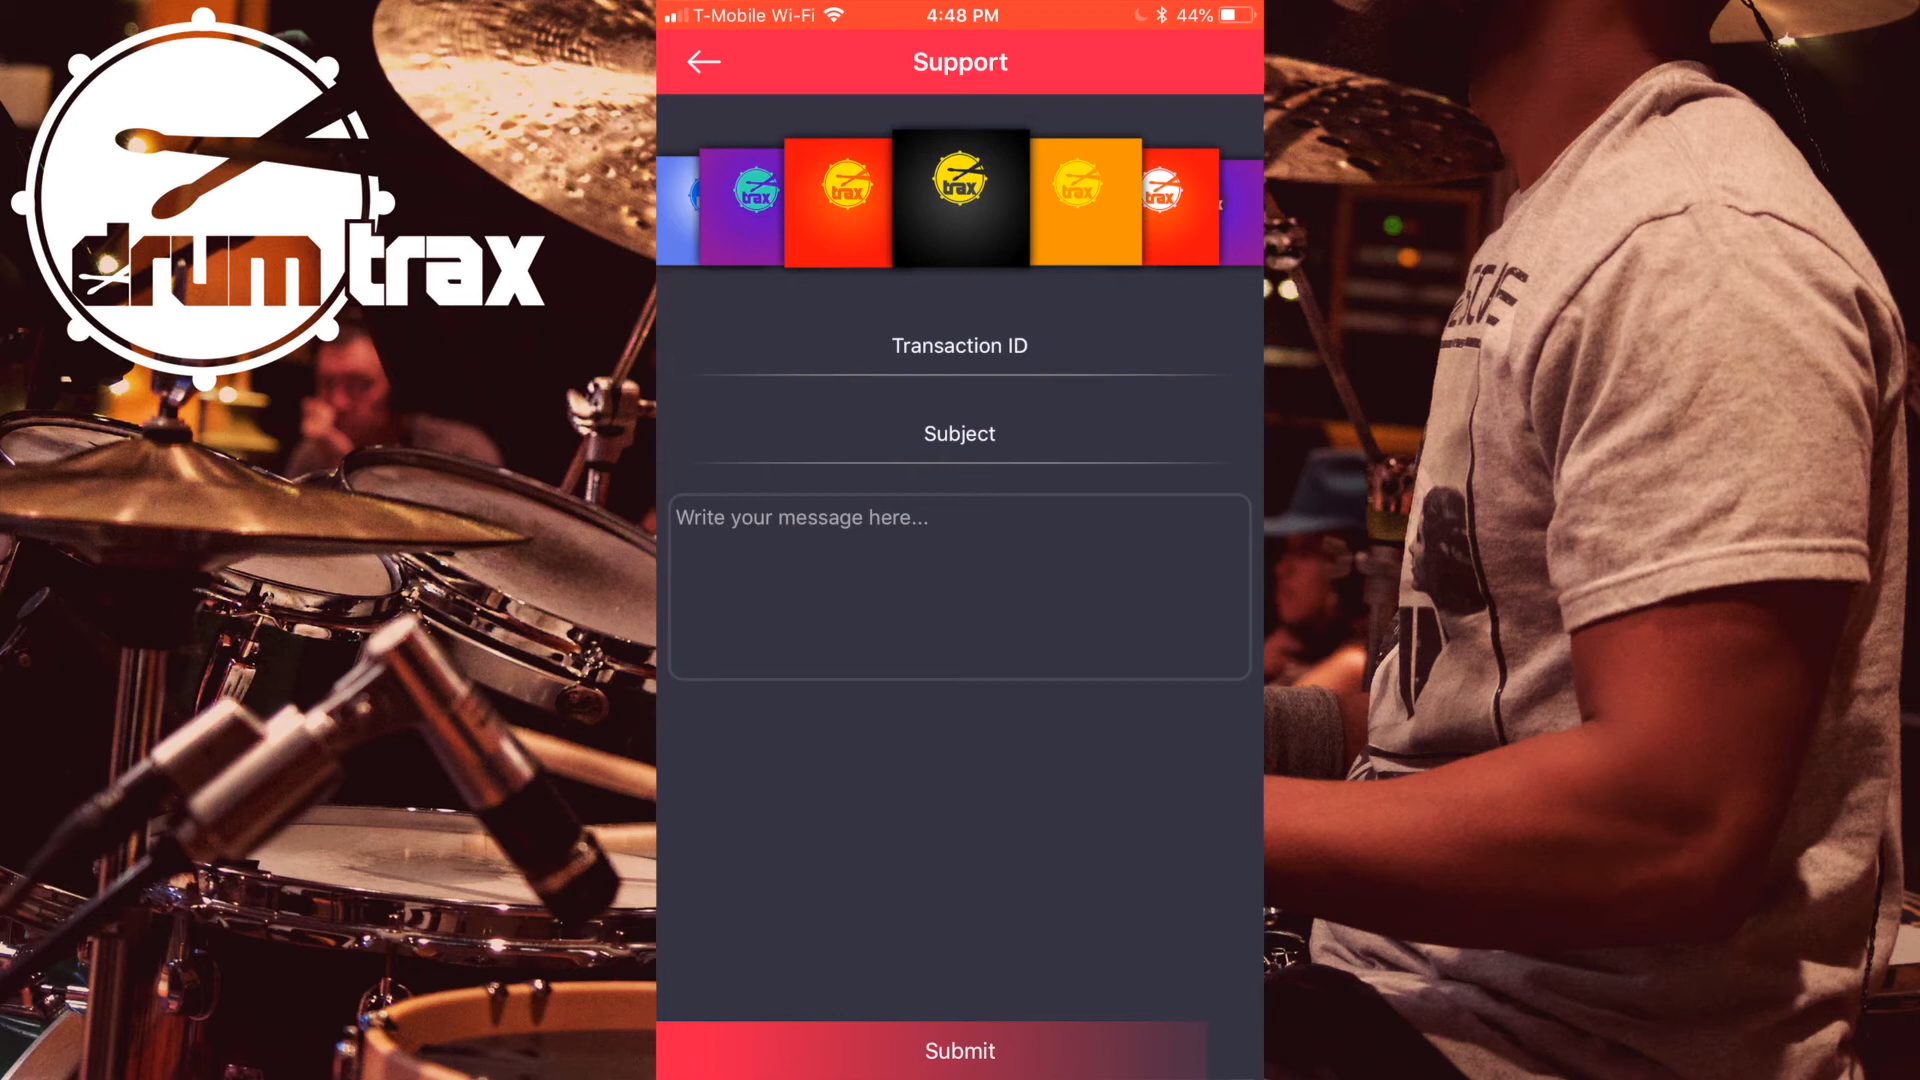 drumtrax
T-Mobile Wi-Fi
4:48 PM
44%
Support
trax
trax
trax
trax
trax
Transaction ID
Subject
Write your message here...
Submit